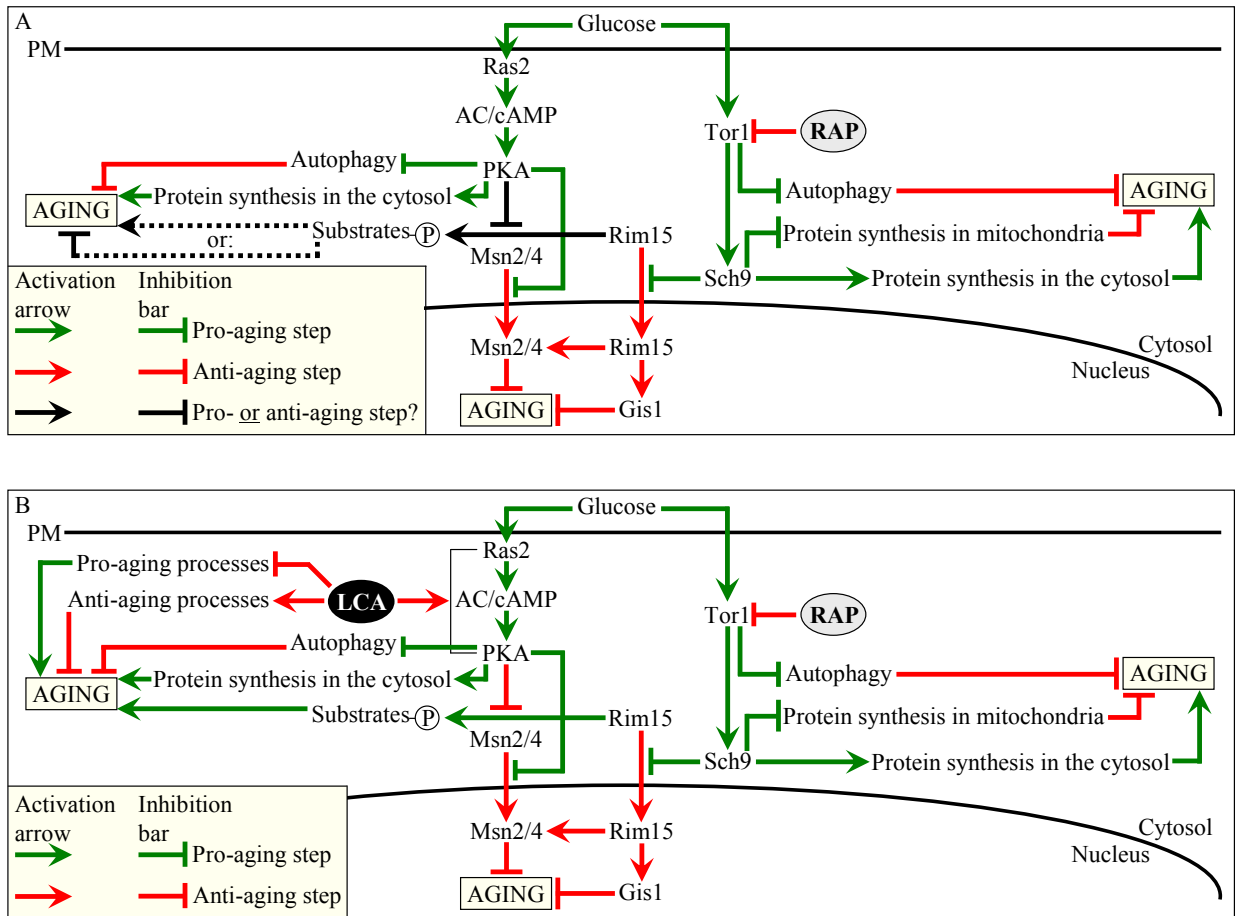 A
Glucose
PM
Ras2
AC/cAMP
Tor1
RAP
Autophagy
PKA
Protein synthesis in the cytosol
Autophagy
AGING
AGING
or:
Substrates-P
Rim15
Protein synthesis in mitochondria
Msn2/4
Sch9
Protein synthesis in the cytosol
Activation arrow
Inhibition bar
Pro-aging step
Anti-aging step
Pro- or anti-aging step?
Msn2/4
Rim15
Cytosol
Nucleus
AGING
Gis1
B
Glucose
PM
Ras2
Pro-aging processes
Anti-aging processes
LCA
AC/cAMP
Tor1
RAP
Autophagy
PKA
Protein synthesis in the cytosol
Autophagy
AGING
AGING
Substrates-P
Rim15
Protein synthesis in mitochondria
Msn2/4
Sch9
Protein synthesis in the cytosol
Activation arrow
Inhibition bar
Pro-aging step
Anti-aging step
Msn2/4
Rim15
Cytosol
Nucleus
AGING
Gis1